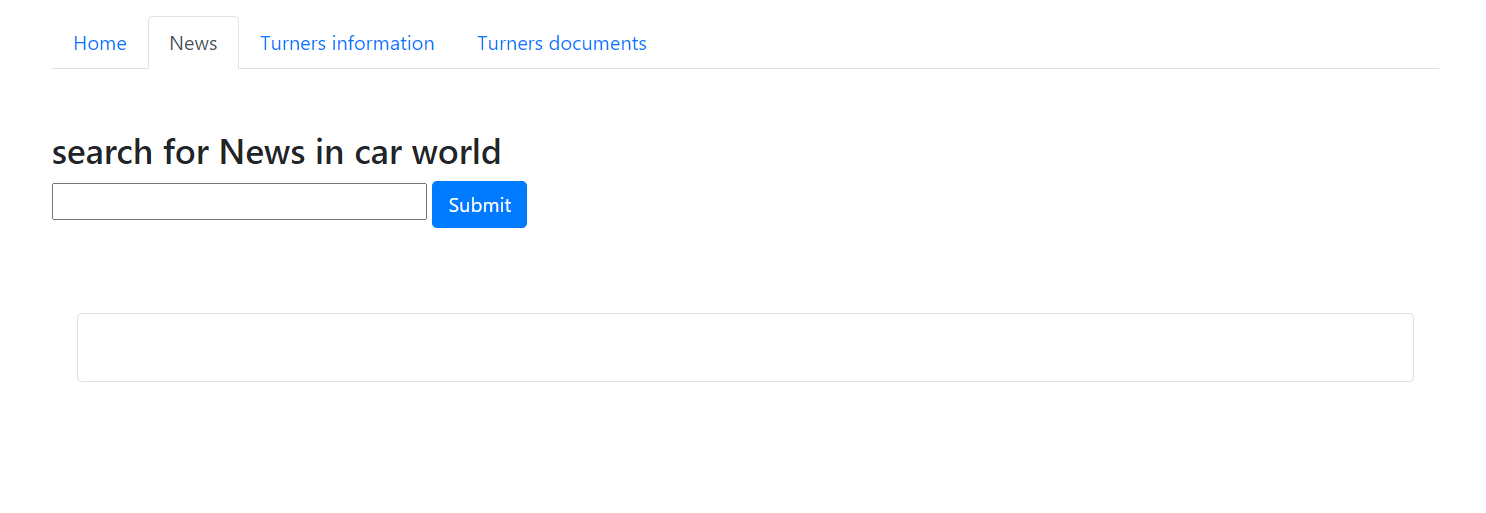 Home News Turners information Turners documents
search for News in car world
Submit